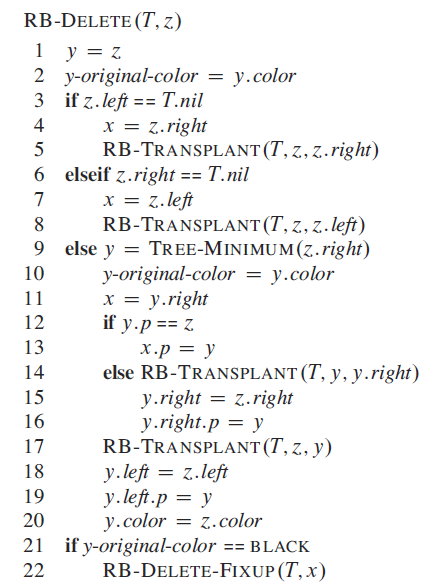 RB-DELETE(T, z)
1 y = z
2 y-original-color = y.color
3 if z.left == T.nil
4 x = z.right
5 RB-TRANSPLANT(T, z, z.right)
6 elseif z.right == T.nil
7 x = z.left
8 RB-TRANSPLANT(T, z, z.left)
9 else y = TREE-MINIMUM(z.right)
10 y-original-color = y.color
11 x = y.right
12 if y.p == z
13 x.p = y
14 else RB-TRANSPLANT(T, y, y.right)
15 y.right = z.right
16 y.right.p = y
17 RB-TRANSPLANT(T, z, y)
18 y.left = z.left
19 y.left.p = y
20 y.color = z.color
21 if y-original-color == BLACK
22 RB-DELETE-FIXUP(T, x)